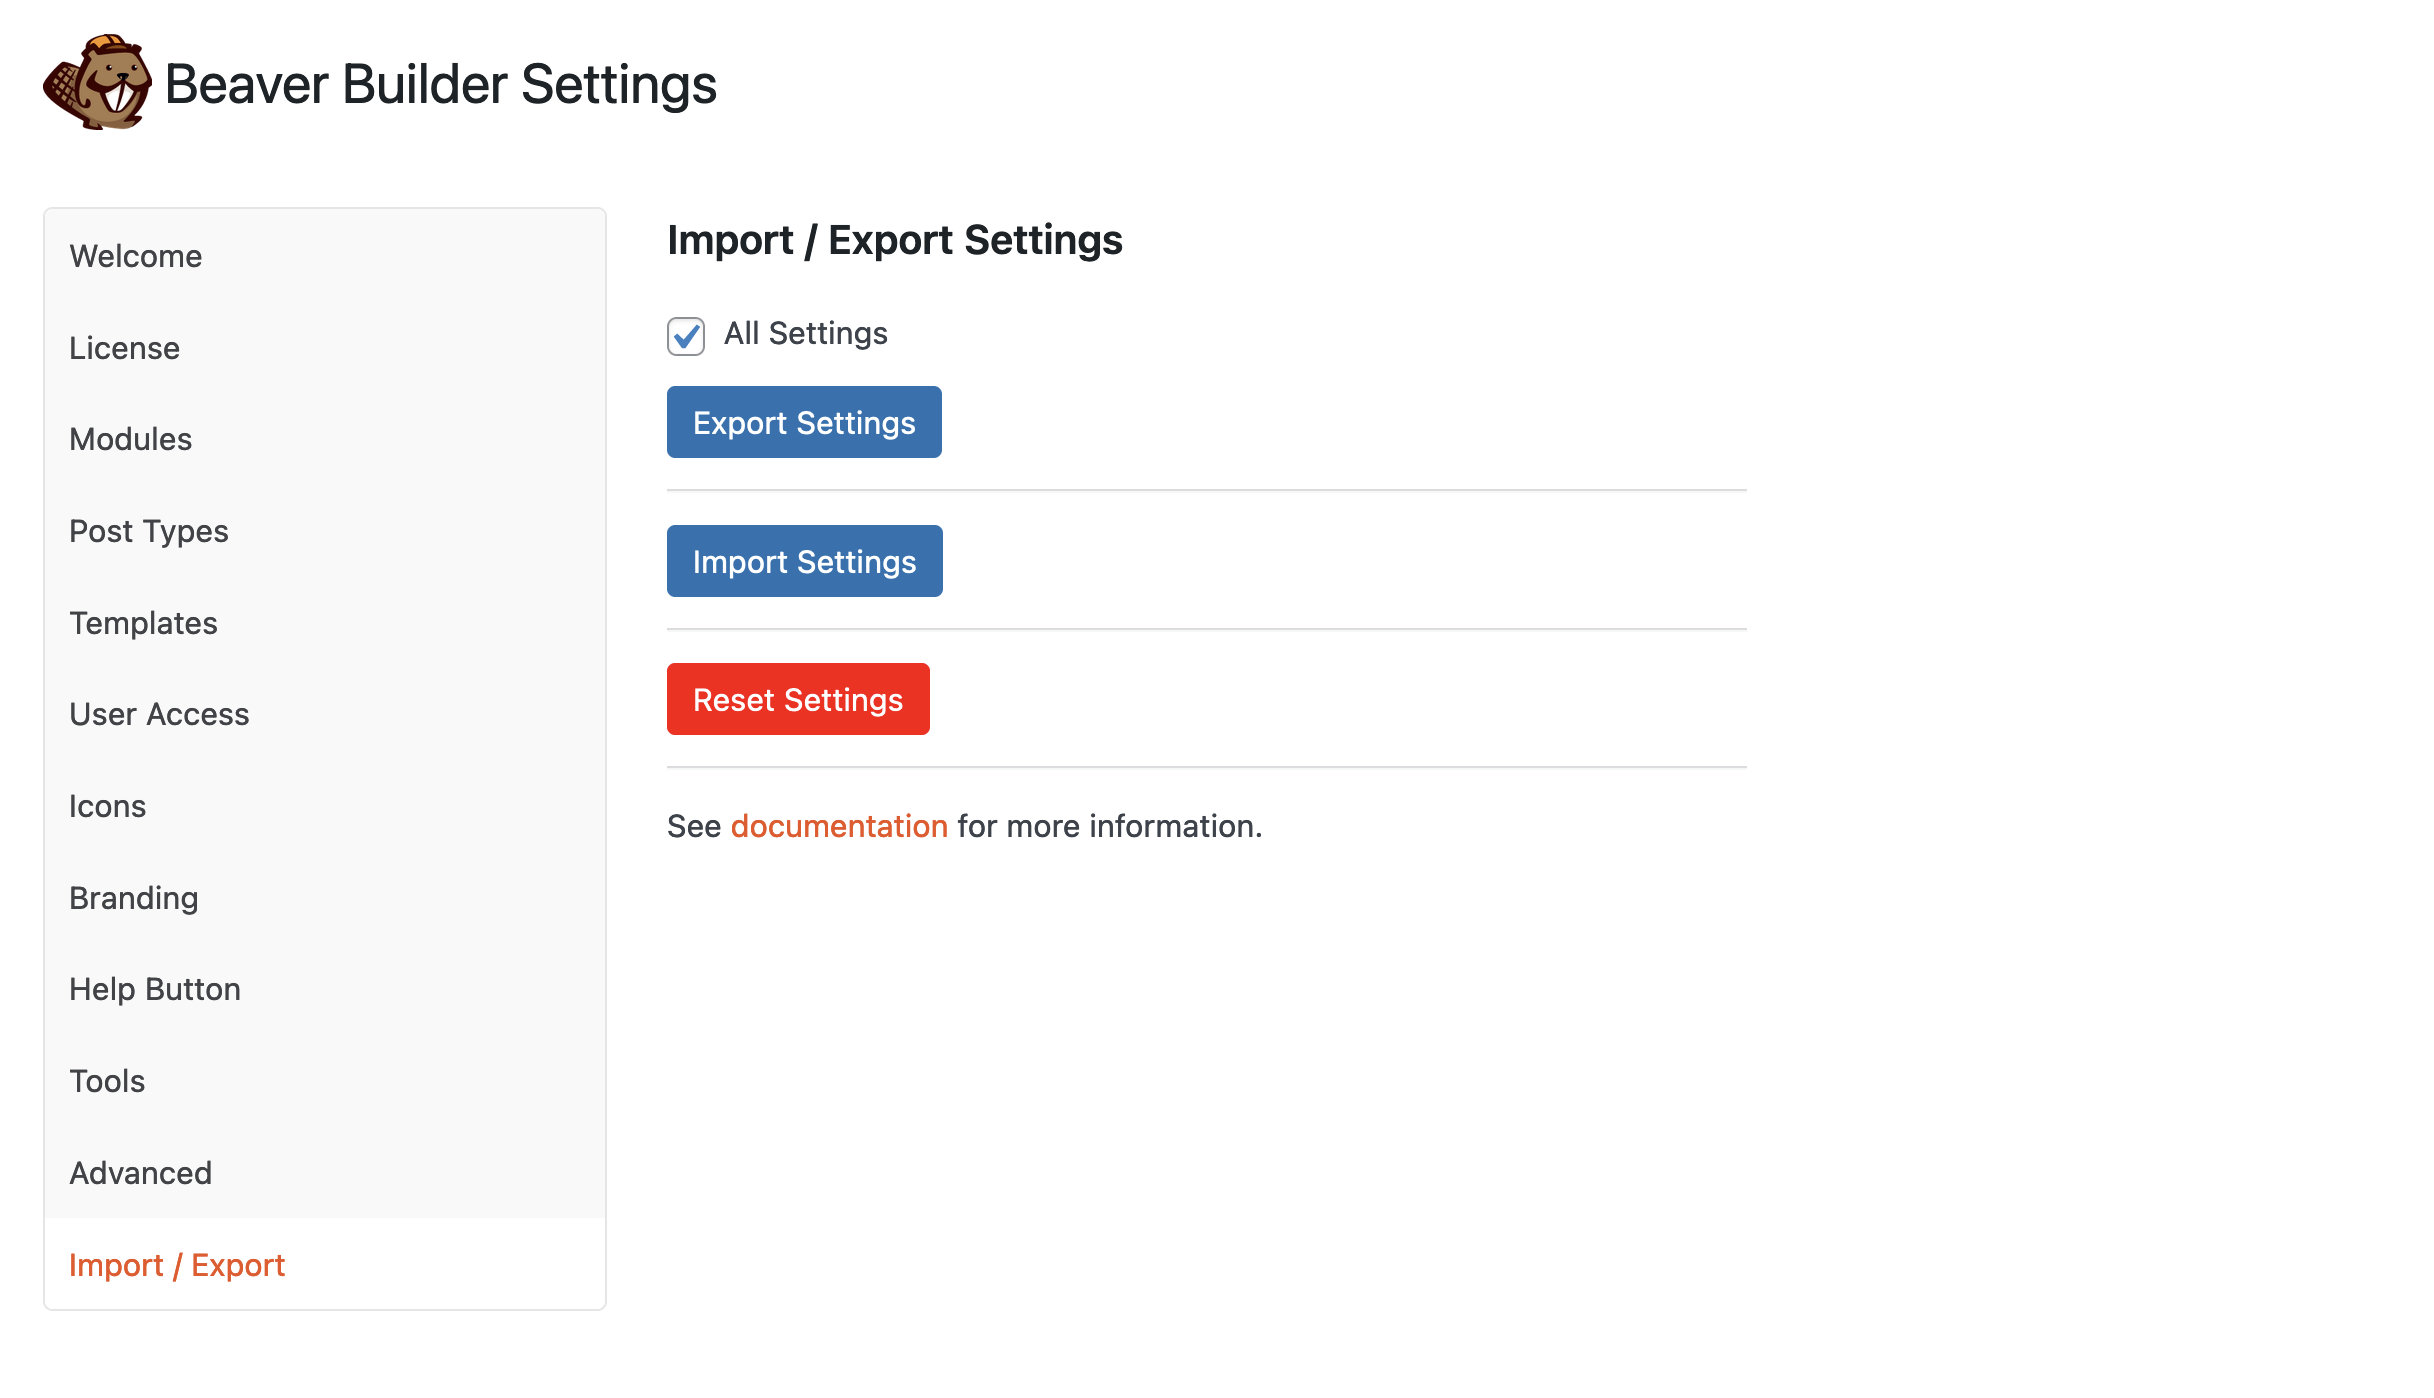 Beaver Builder Settings
Welcome
License
Modules
Post Types
Templates
User Access
Icons
Branding
Help Button
Tools
Advanced
Import / Export
Import / Export Settings
All Settings
Export Settings
Import Settings
Reset Settings
See documentation for more information.